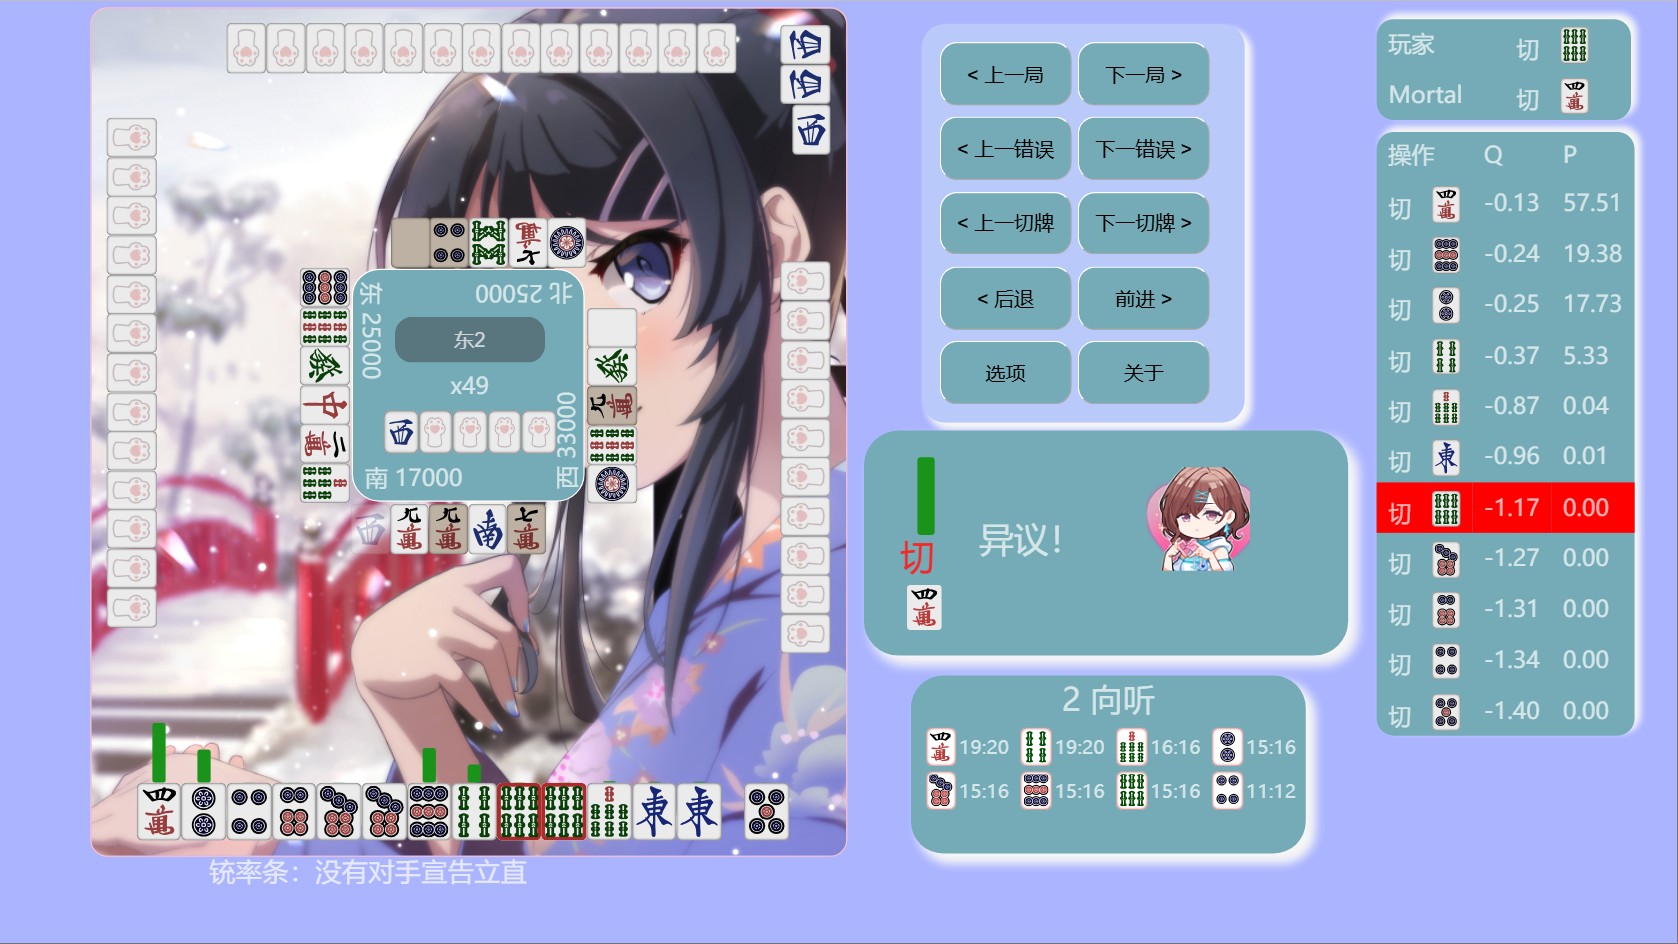 < 上一局
下一局 >
< 上一错误
下一错误 >
< 上一切牌
下一切牌 >
< 后退
前进 >
选项
关于
玩家 切
Mortal 切
操作 Q P
切 -0.13 57.51
切 -0.24 19.38
切 -0.25 17.73
切 -0.37 5.33
切 -0.87 0.04
切 -0.96 0.01
切 -1.17 0.00
切 -1.27 0.00
切 -1.31 0.00
切 -1.34 0.00
切 -1.40 0.00
北 25000
东 25000
东2
x49
西 33000
南 17000
切
异议！
2 向听
19:20 19:20 16:16 15:16
15:16 15:16 15:16 11:12
铳率条：没有对手宣告立直